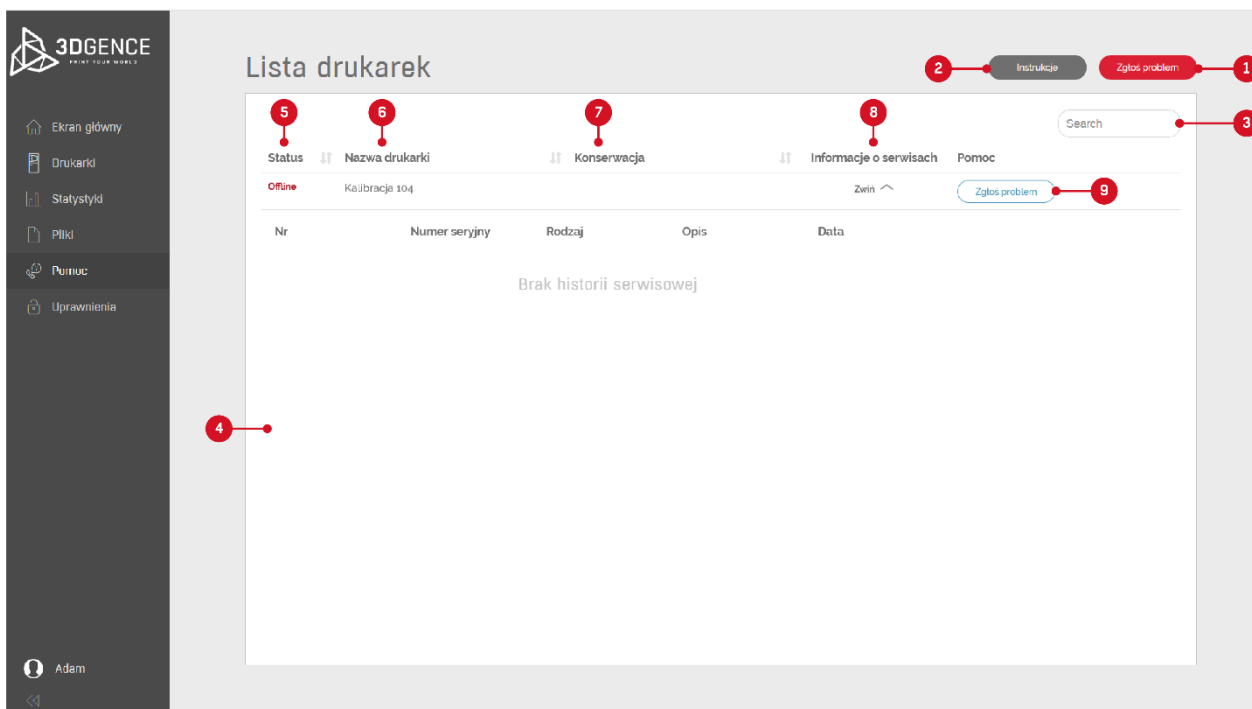 3DGENCE
PRINT YOUR WORLD
Ekran główny
Drukarki
Statystyki
Pliki
Pomoc
Uprawnienia
Adam
Lista drukarek
2
Instrukcje
Zgłoś problem
1
5
6
7
8
Search
3
Status
Nazwa drukarki
Konserwacja
Informacje o serwisach
Pomoc
Offline
Kalibracja 104
Zwiń
Zgłoś problem
9
Nr
Numer seryjny
Rodzaj
Opis
Data
Brak historii serwisowej
4